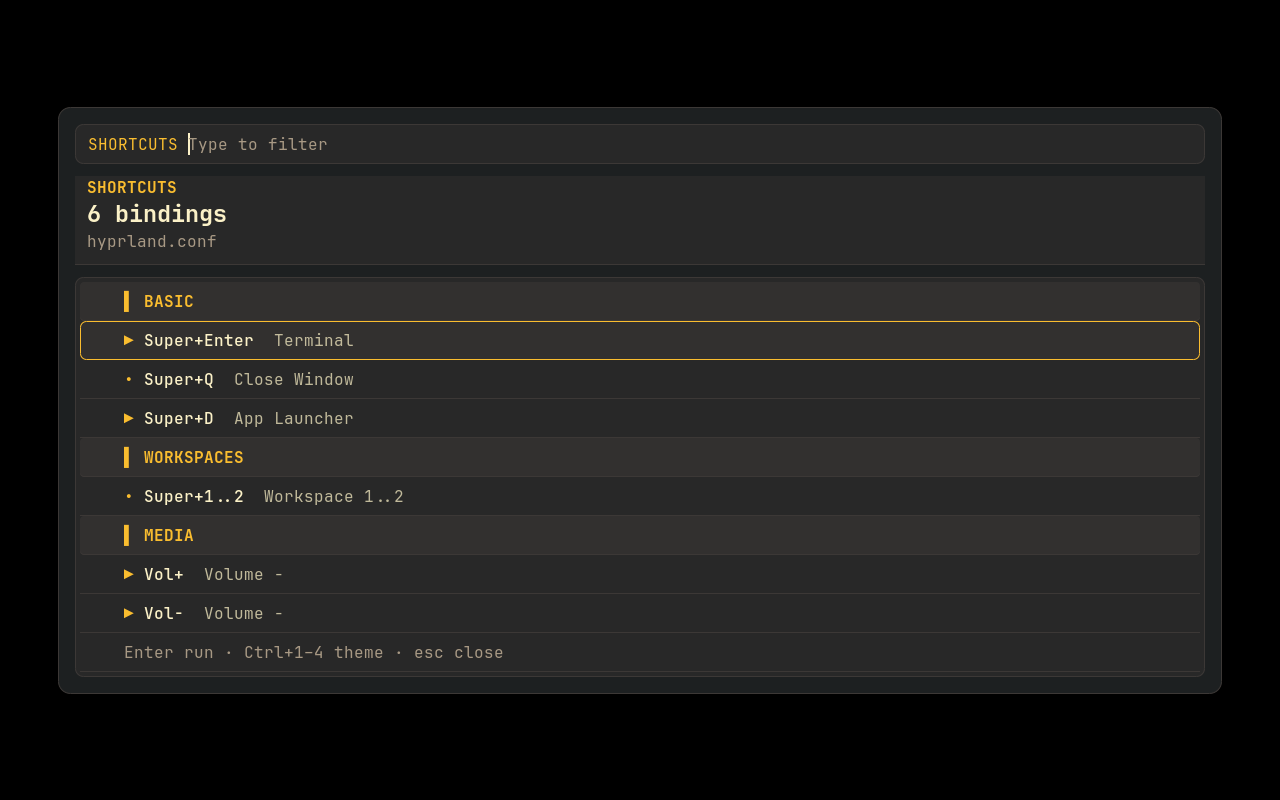 SHORTCUTS Type to filter
SHORTCUTS
6 bindings
hyprland.conf
BASIC
▶ Super+Enter Terminal
• Super+Q Close Window
▶ Super+D App Launcher
WORKSPACES
• Super+1..2 Workspace 1..2
MEDIA
▶ Vol+ Volume -
▶ Vol- Volume -
Enter run · Ctrl+1–4 theme · esc close